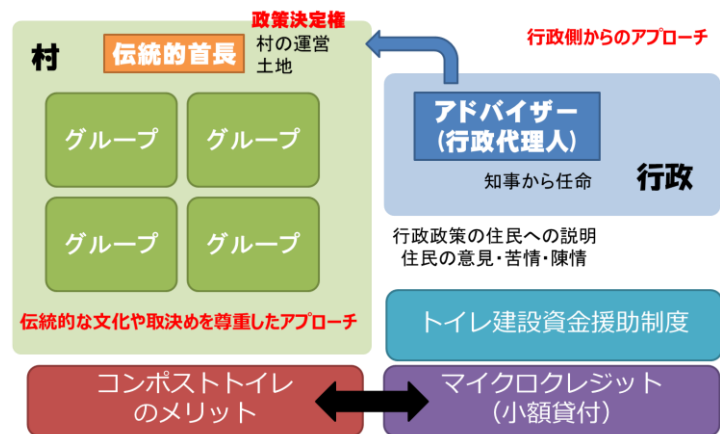 村
伝統的首長
政策決定権
村の運営
土地
グループ
グループ
グループ
グループ
伝統的な文化や取決めを尊重したアプローチ
行政側からのアプローチ
アドバイザー
(行政代理人)
知事から任命
行政
行政政策の住民への説明
住民の意見・苦情・陳情
トイレ建設資金援助制度
コンポストトイレ
のメリット
マイクロクレジット
(小額貸付)